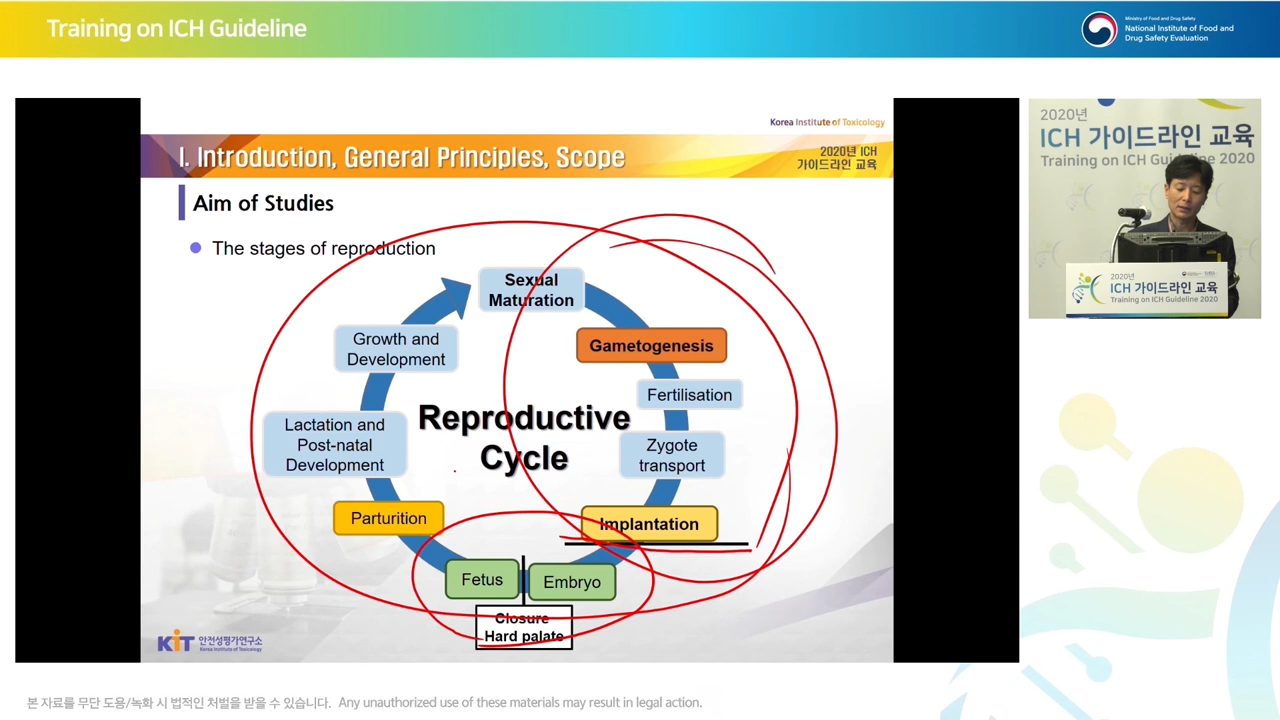 Training on ICH Guideline
Ministry of Food and Drug Safety
National Institute of Food and
Drug Safety Evaluation
Korea Institute of Toxicology
I. Introduction, General Principles, Scope
2020년 ICH
가이드라인 교육
Aim of Studies
The stages of reproduction
Sexual
Maturation
Gametogenesis
Fertilisation
Zygote
transport
Implantation
Embryo
Fetus
Closure
Hard palate
Parturition
Lactation and
Post-natal
Development
Growth and
Development
Reproductive
Cycle
KIT 안전성평가연구소
Korea Institute of Toxicology
2020년
ICH 가이드라인 교육
Training on ICH Guideline 2020
2020년
ICH 가이드라인 교육
Training on ICH Guideline 2020
본 자료를 무단 도용/녹화 시 법적인 처벌을 받을 수 있습니다. Any unauthorized use of these materials may result in legal action.